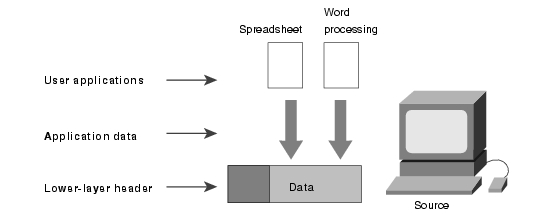 Word
Spreadsheet processing
User applications
Application data
Lower-layer header
Data
Source